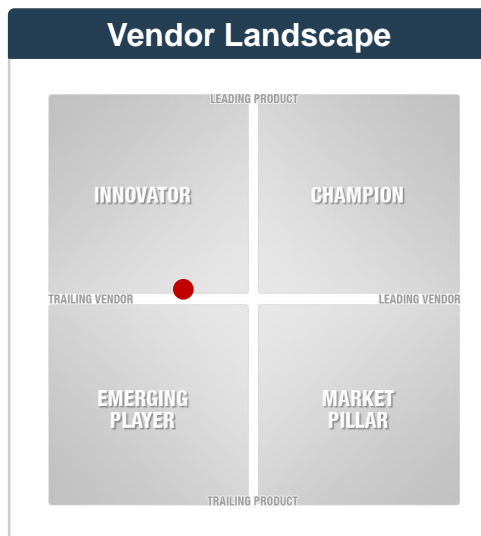 Vendor Landscape
LEADING PRODUCT
INNOVATOR
CHAMPION
TRAILING VENDOR
LEADING VENDOR
EMERGING
PLAYER
MARKET
PILLAR
TRAILING PRODUCT